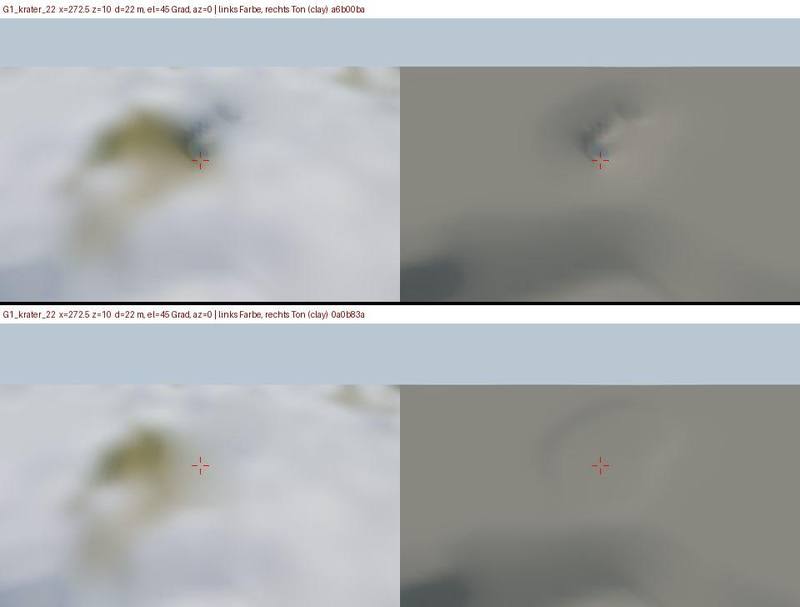 G1_krater_22 x=272.5 z=10 d=22 m, el=45 Grad, az=0 | links Farbe, rechts Ton (clay) a6b00ba
G1_krater_22 x=272.5 z=10 d=22 m, el=45 Grad, az=0 | links Farbe, rechts Ton (clay) 0a0b83a